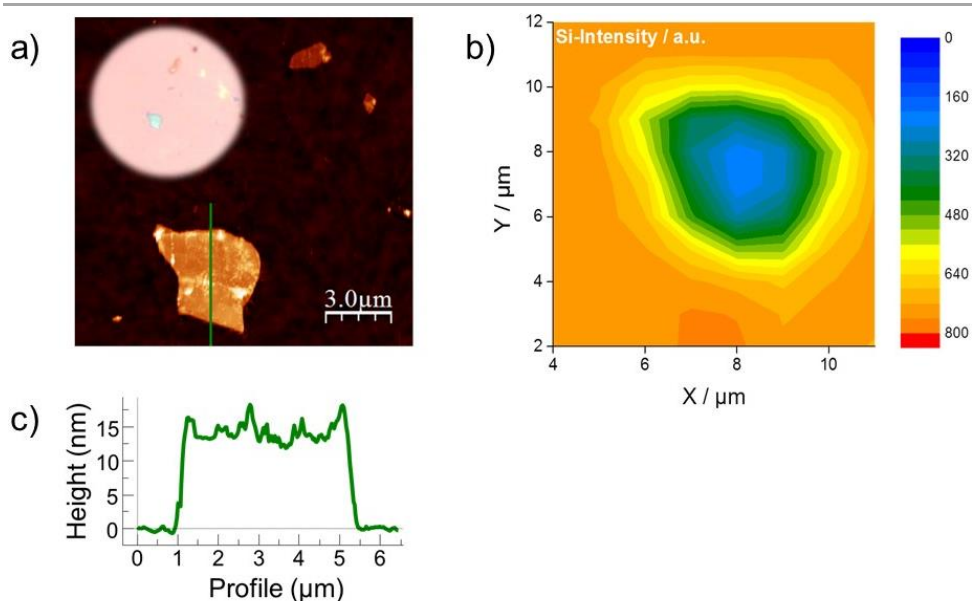 a)
3.0µm
b)
Si-Intensity / a.u.
12
10
8
6
4
2
Y / µm
4
6
8
10
X / µm
0
160
320
480
640
800
c)
15
10
5
0
Height (nm)
0 1 2 3 4 5 6
Profile (µm)